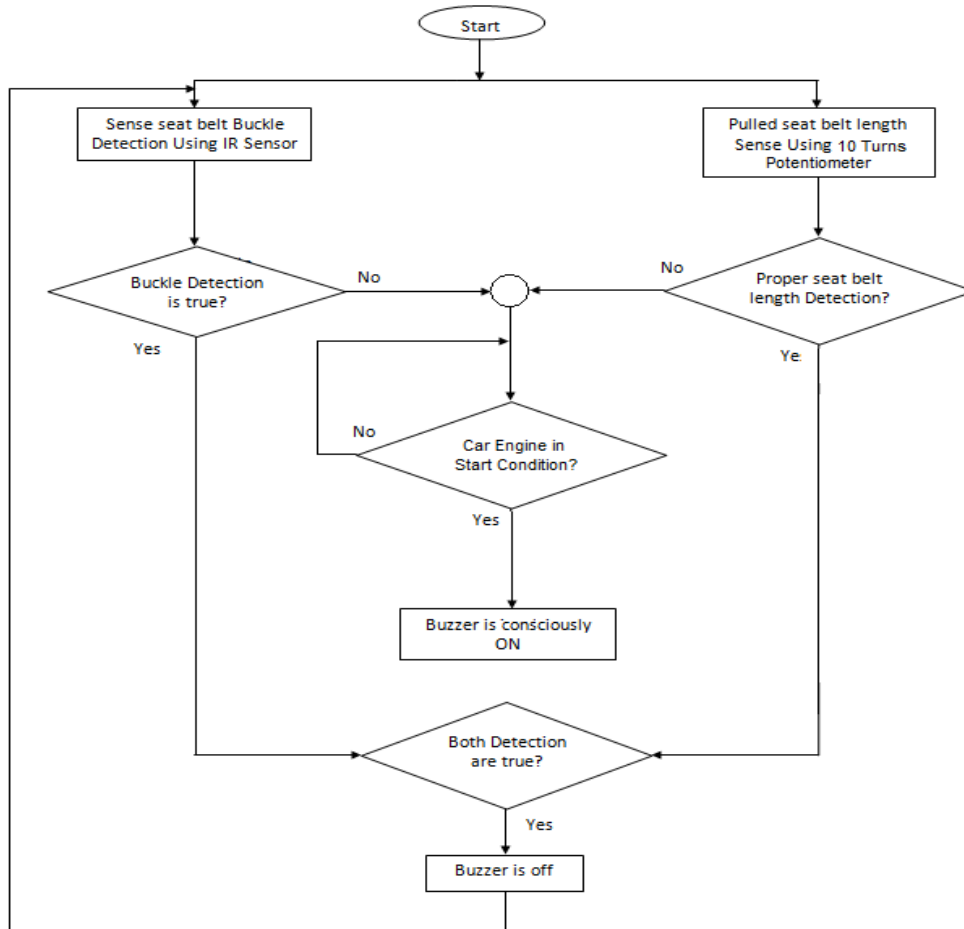 Start
Sense seat belt Buckle
Detection Using IR Sensor
Pulled seat belt length
Sense Using 10 Turns
Potentiometer
Buckle Detection
is true?
No
No
Proper seat belt
length Detection?
Yes
Ye
No
Car Engine in
Start Condition?
Yes
Buzzer is consciously
ON
Both Detection
are true?
Yes
Buzzer is off